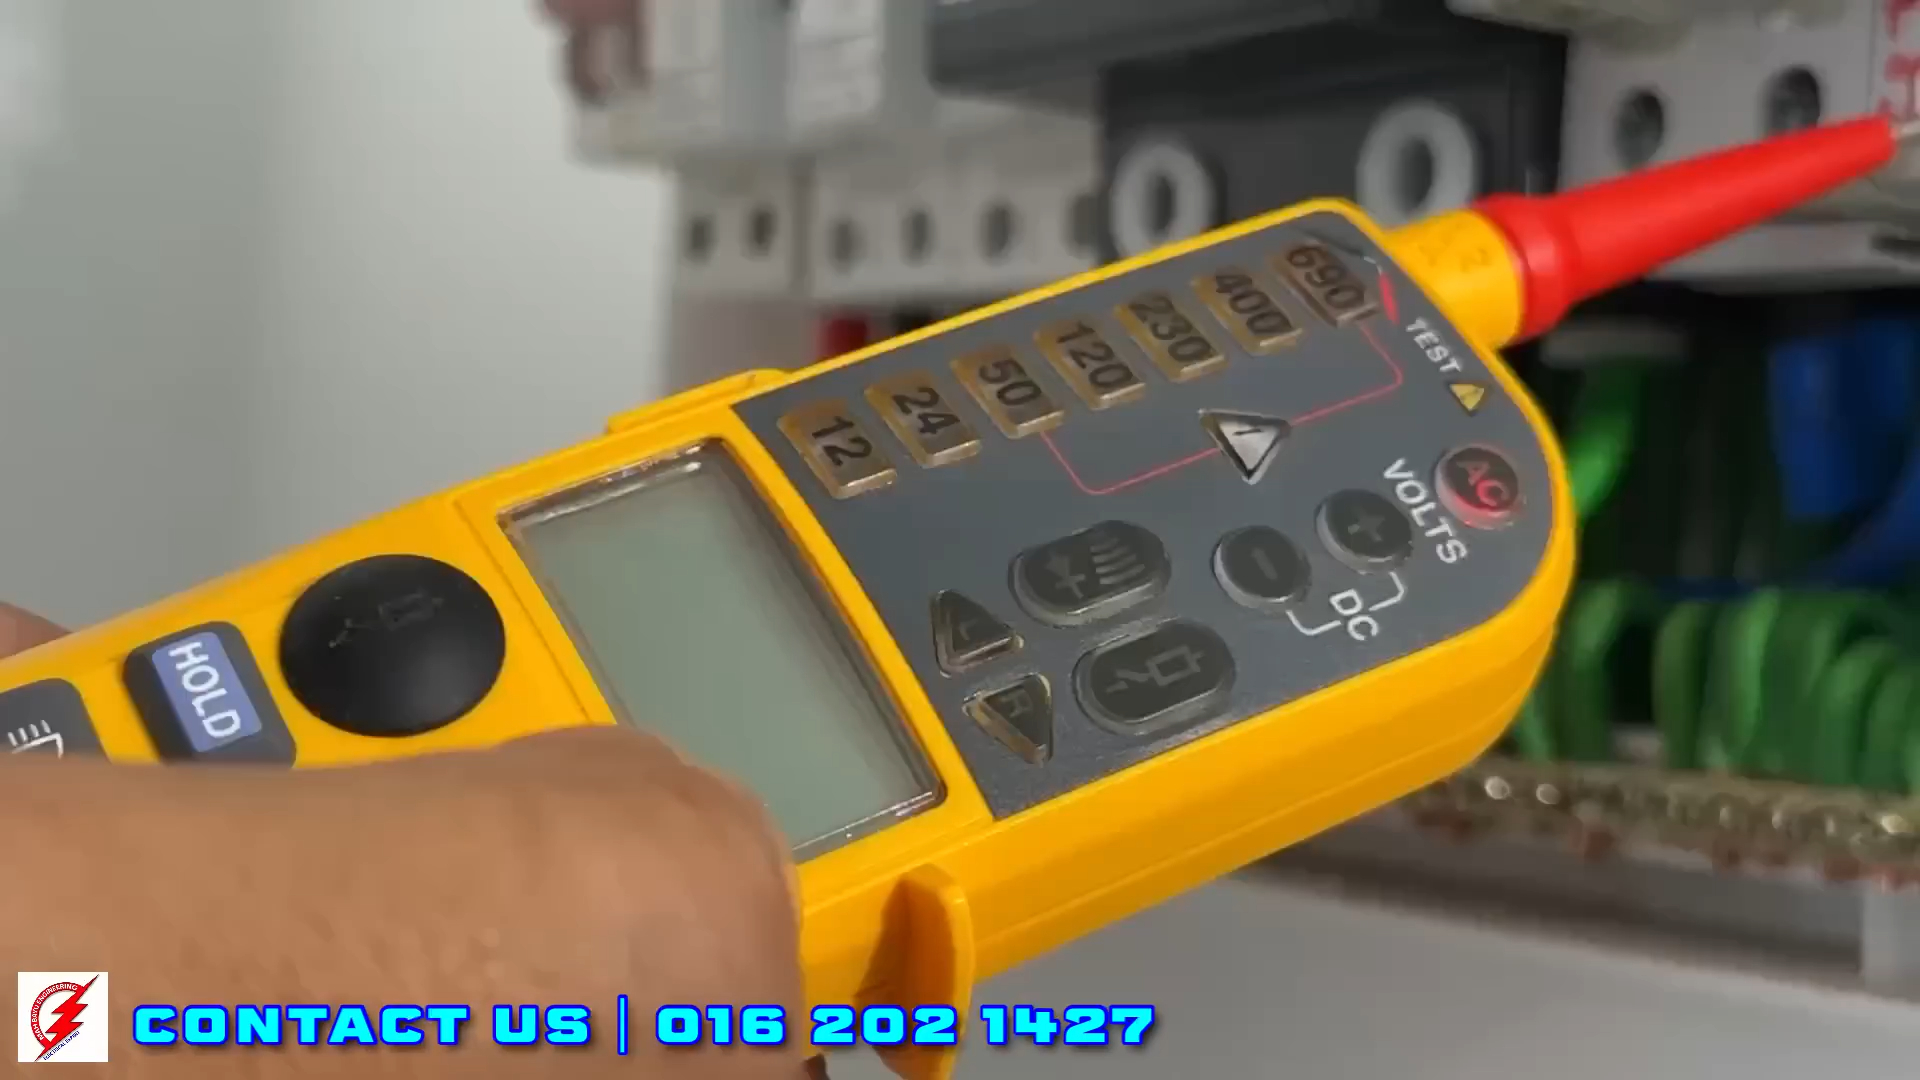 690
400
230
120
50
24
12
TEST
AC
VOLTS
+
-
DC
L
R
HOLD
CONTACT US | 016 202 1427